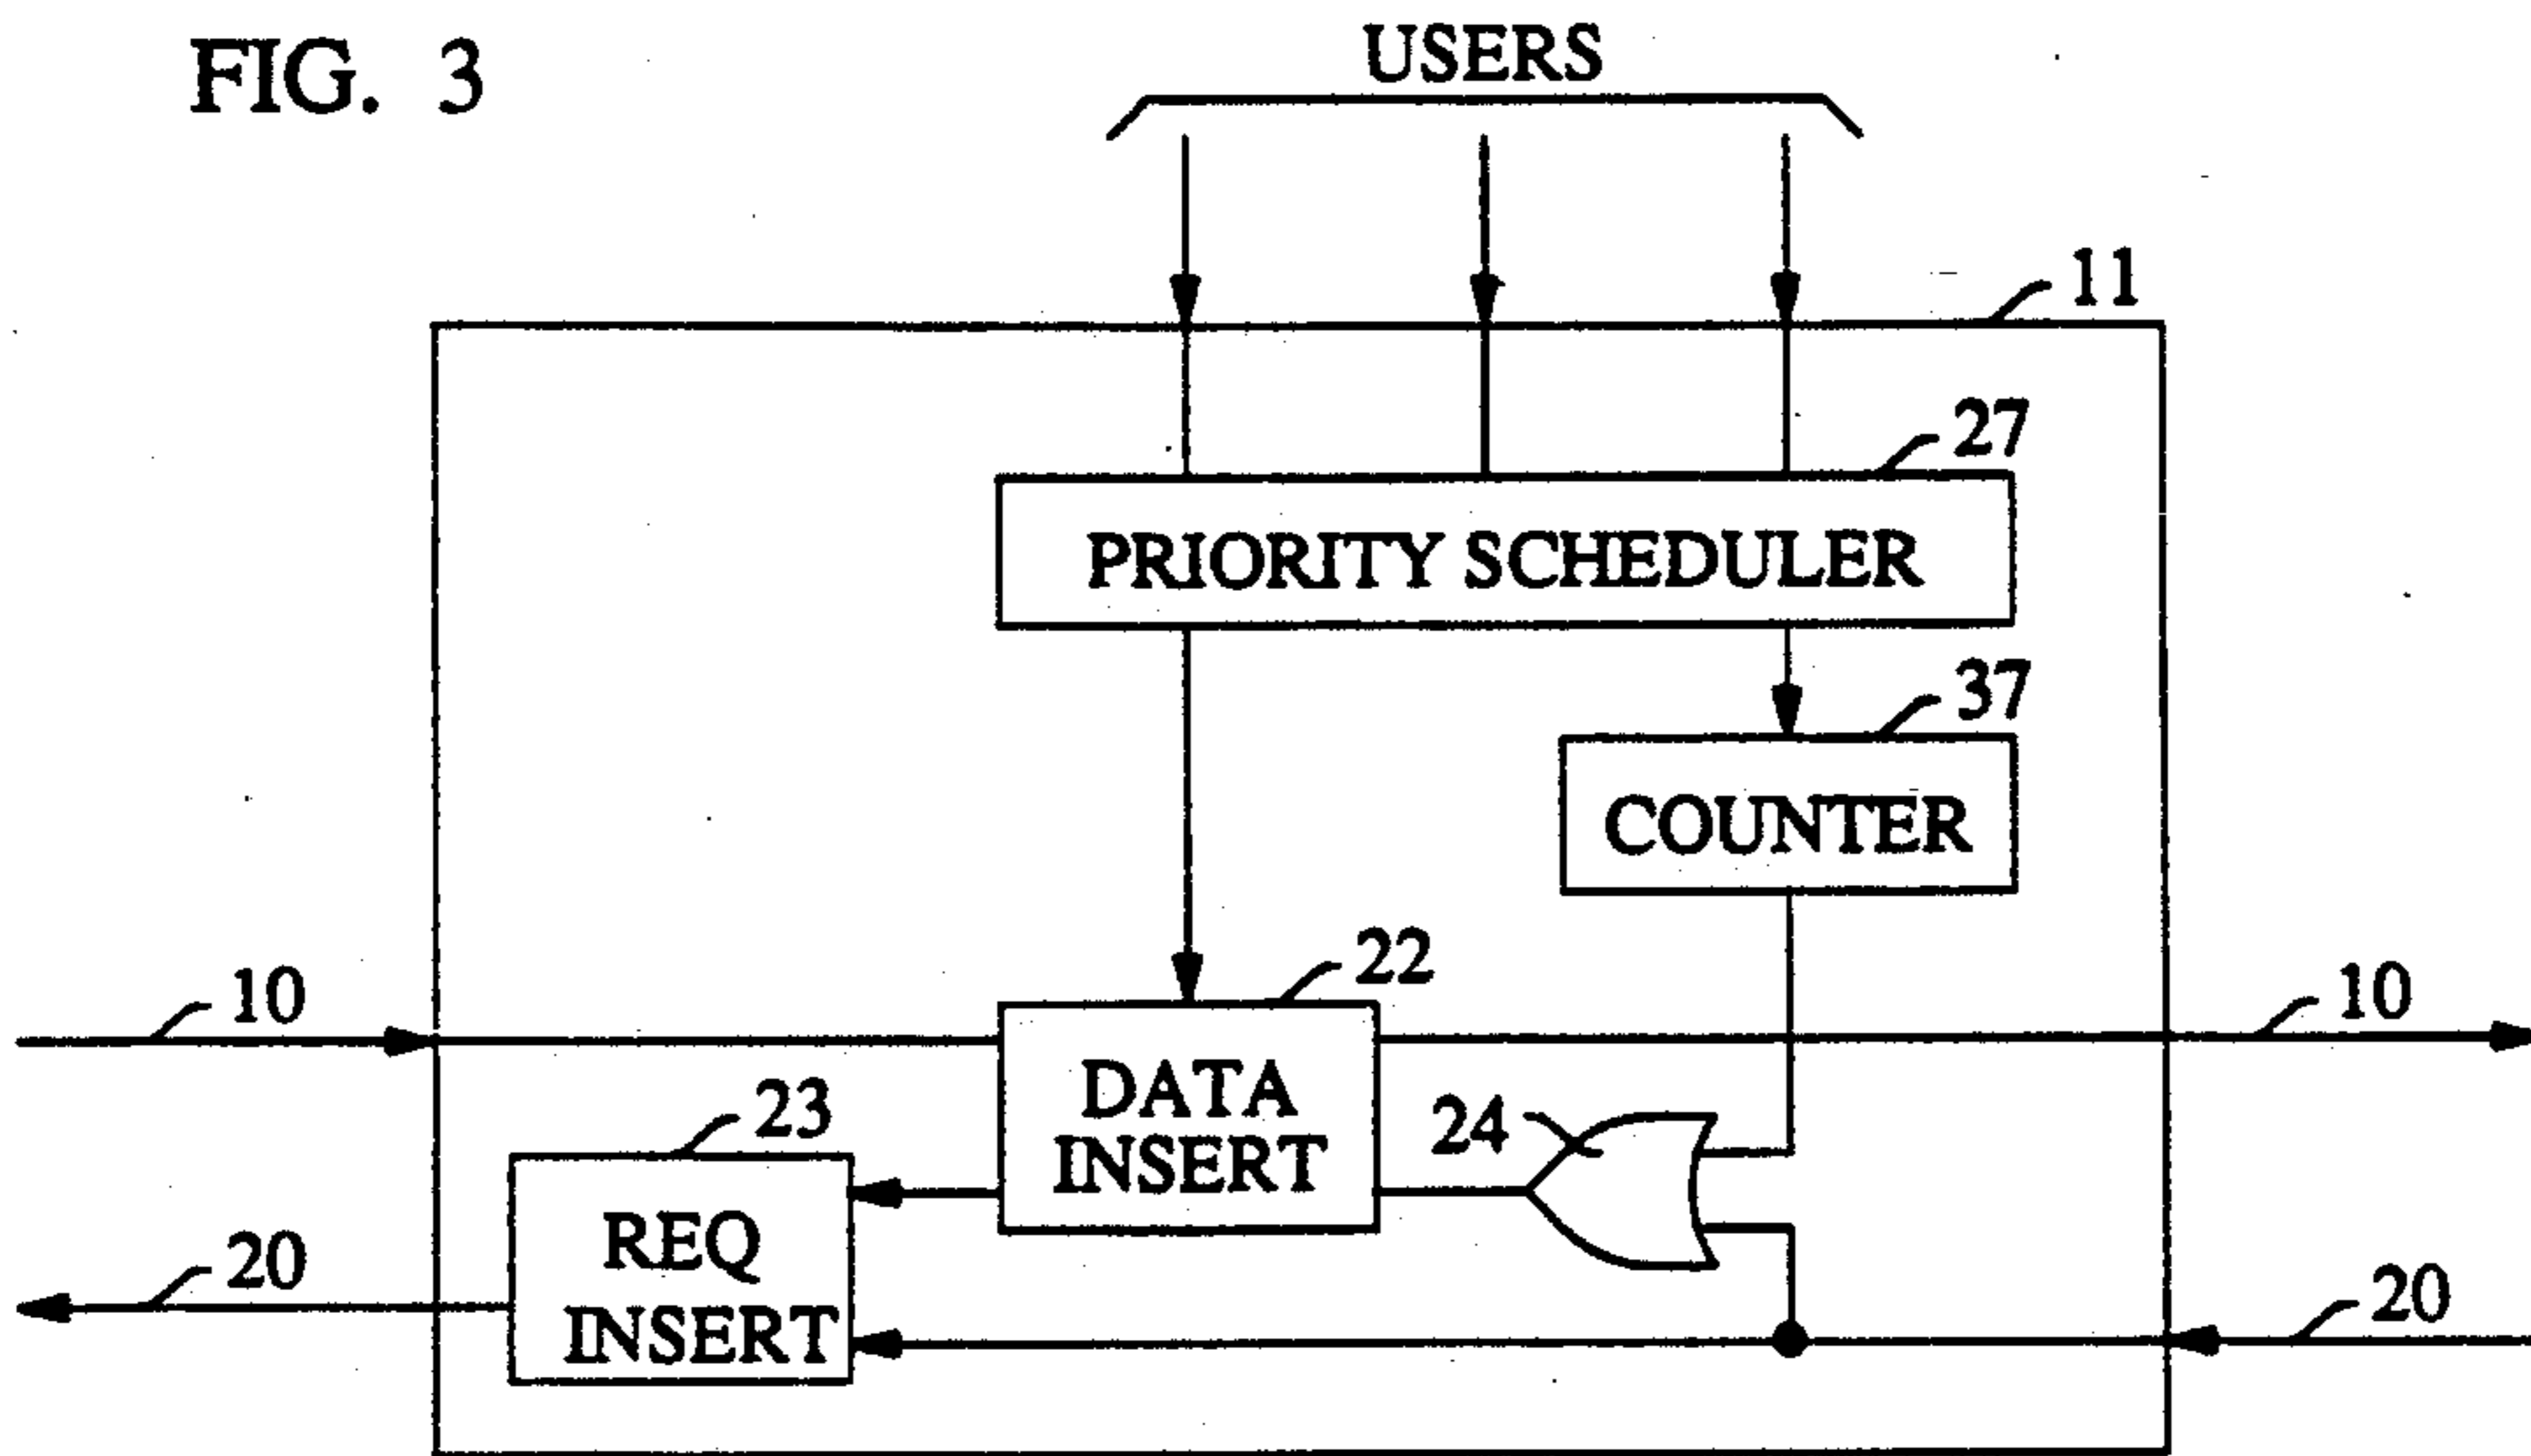 FIG. 3
USERS
11
27
PRIORITY SCHEDULER
37
COUNTER
22
10
10
DATA
INSERT
23
24
REQ
INSERT
20
20